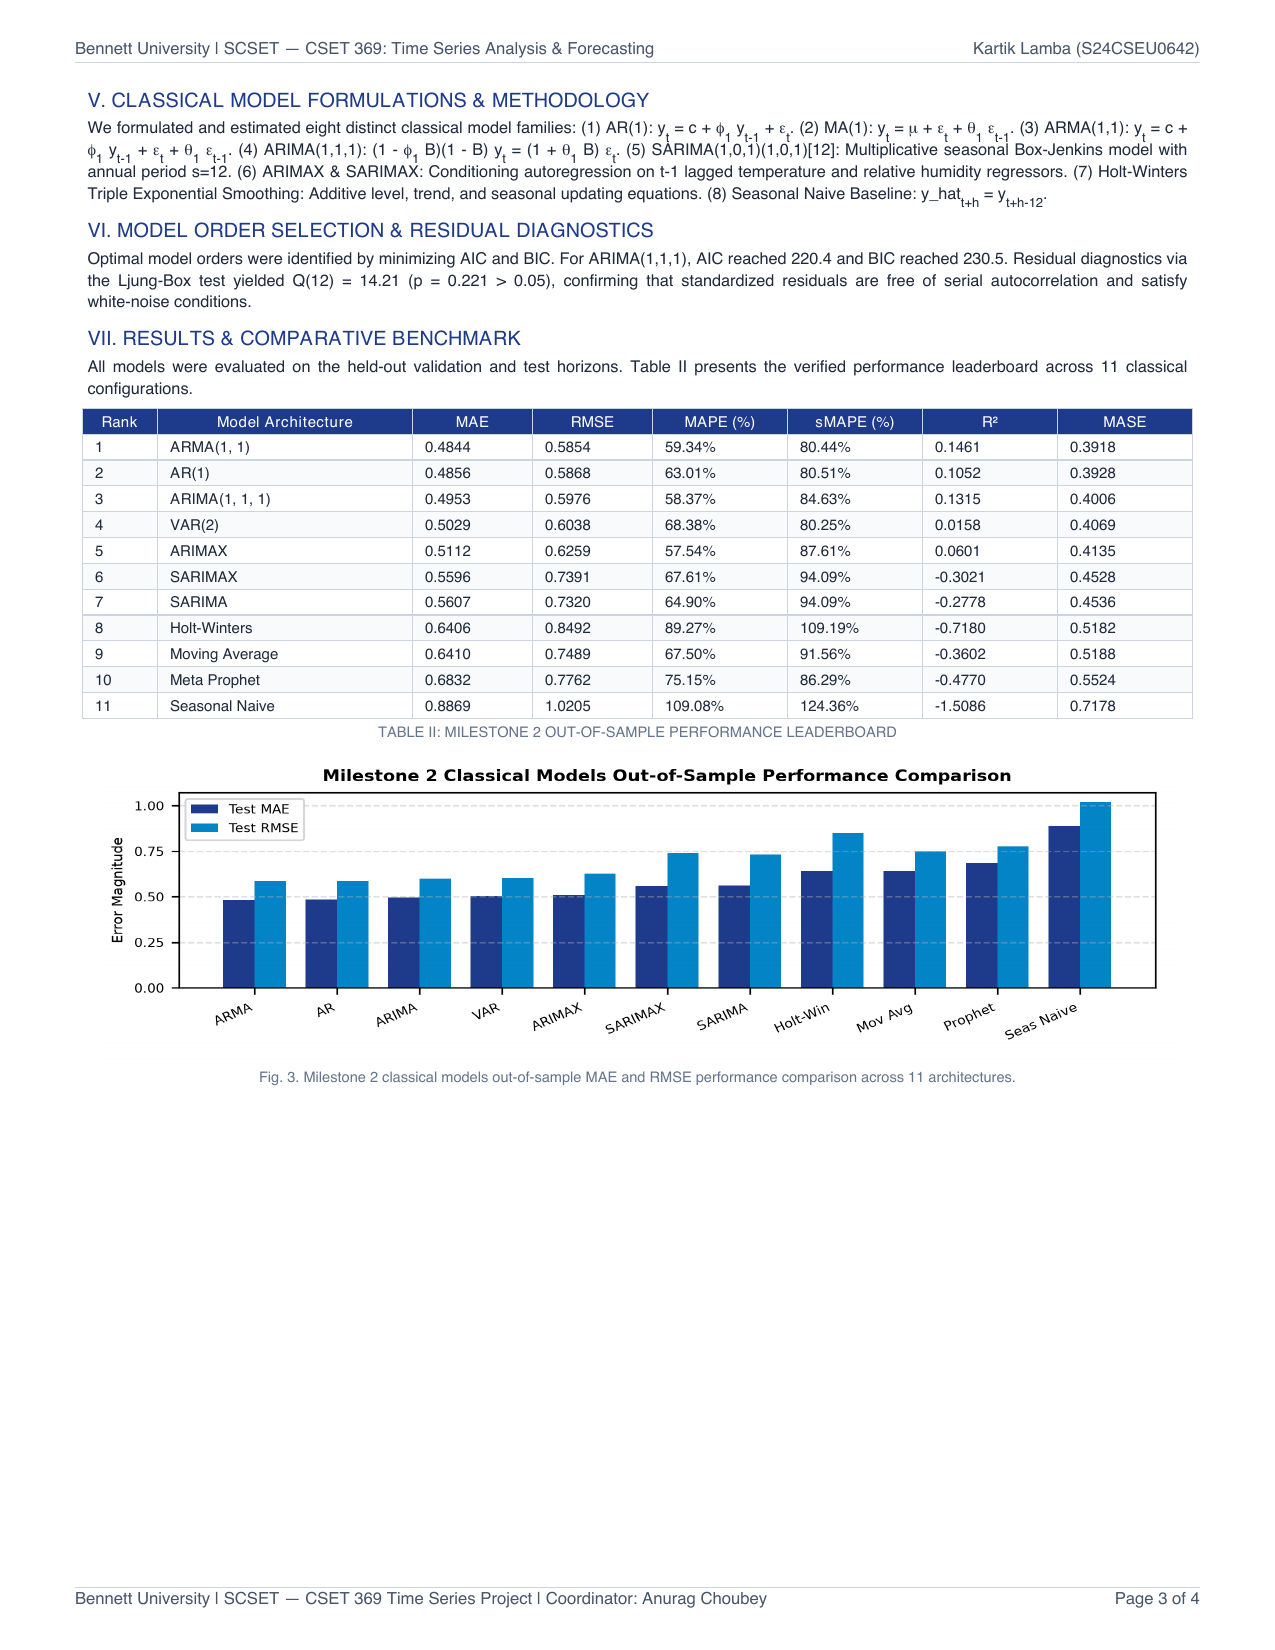 Bennett University | SCSET — CSET 369: Time Series Analysis & Forecasting
Kartik Lamba (S24CSEU0642)
V. CLASSICAL MODEL FORMULATIONS & METHODOLOGY
We formulated and estimated eight distinct classical model families: (1) AR(1): y_t = c + ϕ_1 y_t-1 + ε_t. (2) MA(1): y_t = μ + ε_t + θ_1 ε_t-1. (3) ARMA(1,1): y_t = c +
ϕ_1 y_t-1 + ε_t + θ_1 ε_t-1. (4) ARIMA(1,1,1): (1 - ϕ_1 B)(1 - B) y_t = (1 + θ_1 B) ε_t. (5) SARIMA(1,0,1)(1,0,1)[12]: Multiplicative seasonal Box-Jenkins model with
annual period s=12. (6) ARIMAX & SARIMAX: Conditioning autoregression on t-1 lagged temperature and relative humidity regressors. (7) Holt-Winters
Triple Exponential Smoothing: Additive level, trend, and seasonal updating equations. (8) Seasonal Naive Baseline: y_hat_t+h = y_t+h-12.
VI. MODEL ORDER SELECTION & RESIDUAL DIAGNOSTICS
Optimal model orders were identified by minimizing AIC and BIC. For ARIMA(1,1,1), AIC reached 220.4 and BIC reached 230.5. Residual diagnostics via
the Ljung-Box test yielded Q(12) = 14.21 (p = 0.221 > 0.05), confirming that standardized residuals are free of serial autocorrelation and satisfy
white-noise conditions.
VII. RESULTS & COMPARATIVE BENCHMARK
All models were evaluated on the held-out validation and test horizons. Table II presents the verified performance leaderboard across 11 classical
configurations.
Rank Model Architecture MAE RMSE MAPE (%) sMAPE (%) R² MASE
1 ARMA(1, 1) 0.4844 0.5854 59.34% 80.44% 0.1461 0.3918
2 AR(1) 0.4856 0.5868 63.01% 80.51% 0.1052 0.3928
3 ARIMA(1, 1, 1) 0.4953 0.5976 58.37% 84.63% 0.1315 0.4006
4 VAR(2) 0.5029 0.6038 68.38% 80.25% 0.0158 0.4069
5 ARIMAX 0.5112 0.6259 57.54% 87.61% 0.0601 0.4135
6 SARIMAX 0.5596 0.7391 67.61% 94.09% -0.3021 0.4528
7 SARIMA 0.5607 0.7320 64.90% 94.09% -0.2778 0.4536
8 Holt-Winters 0.6406 0.8492 89.27% 109.19% -0.7180 0.5182
9 Moving Average 0.6410 0.7489 67.50% 91.56% -0.3602 0.5188
10 Meta Prophet 0.6832 0.7762 75.15% 86.29% -0.4770 0.5524
11 Seasonal Naive 0.8869 1.0205 109.08% 124.36% -1.5086 0.7178
TABLE II: MILESTONE 2 OUT-OF-SAMPLE PERFORMANCE LEADERBOARD
Milestone 2 Classical Models Out-of-Sample Performance Comparison
Test MAE
Test RMSE
Error Magnitude
1.00
0.75
0.50
0.25
0.00
ARMA AR ARIMA VAR ARIMAX SARIMAX SARIMA Holt-Win Mov Avg Prophet Seas Naive
Fig. 3. Milestone 2 classical models out-of-sample MAE and RMSE performance comparison across 11 architectures.
Bennett University | SCSET — CSET 369 Time Series Project | Coordinator: Anurag Choubey
Page 3 of 4